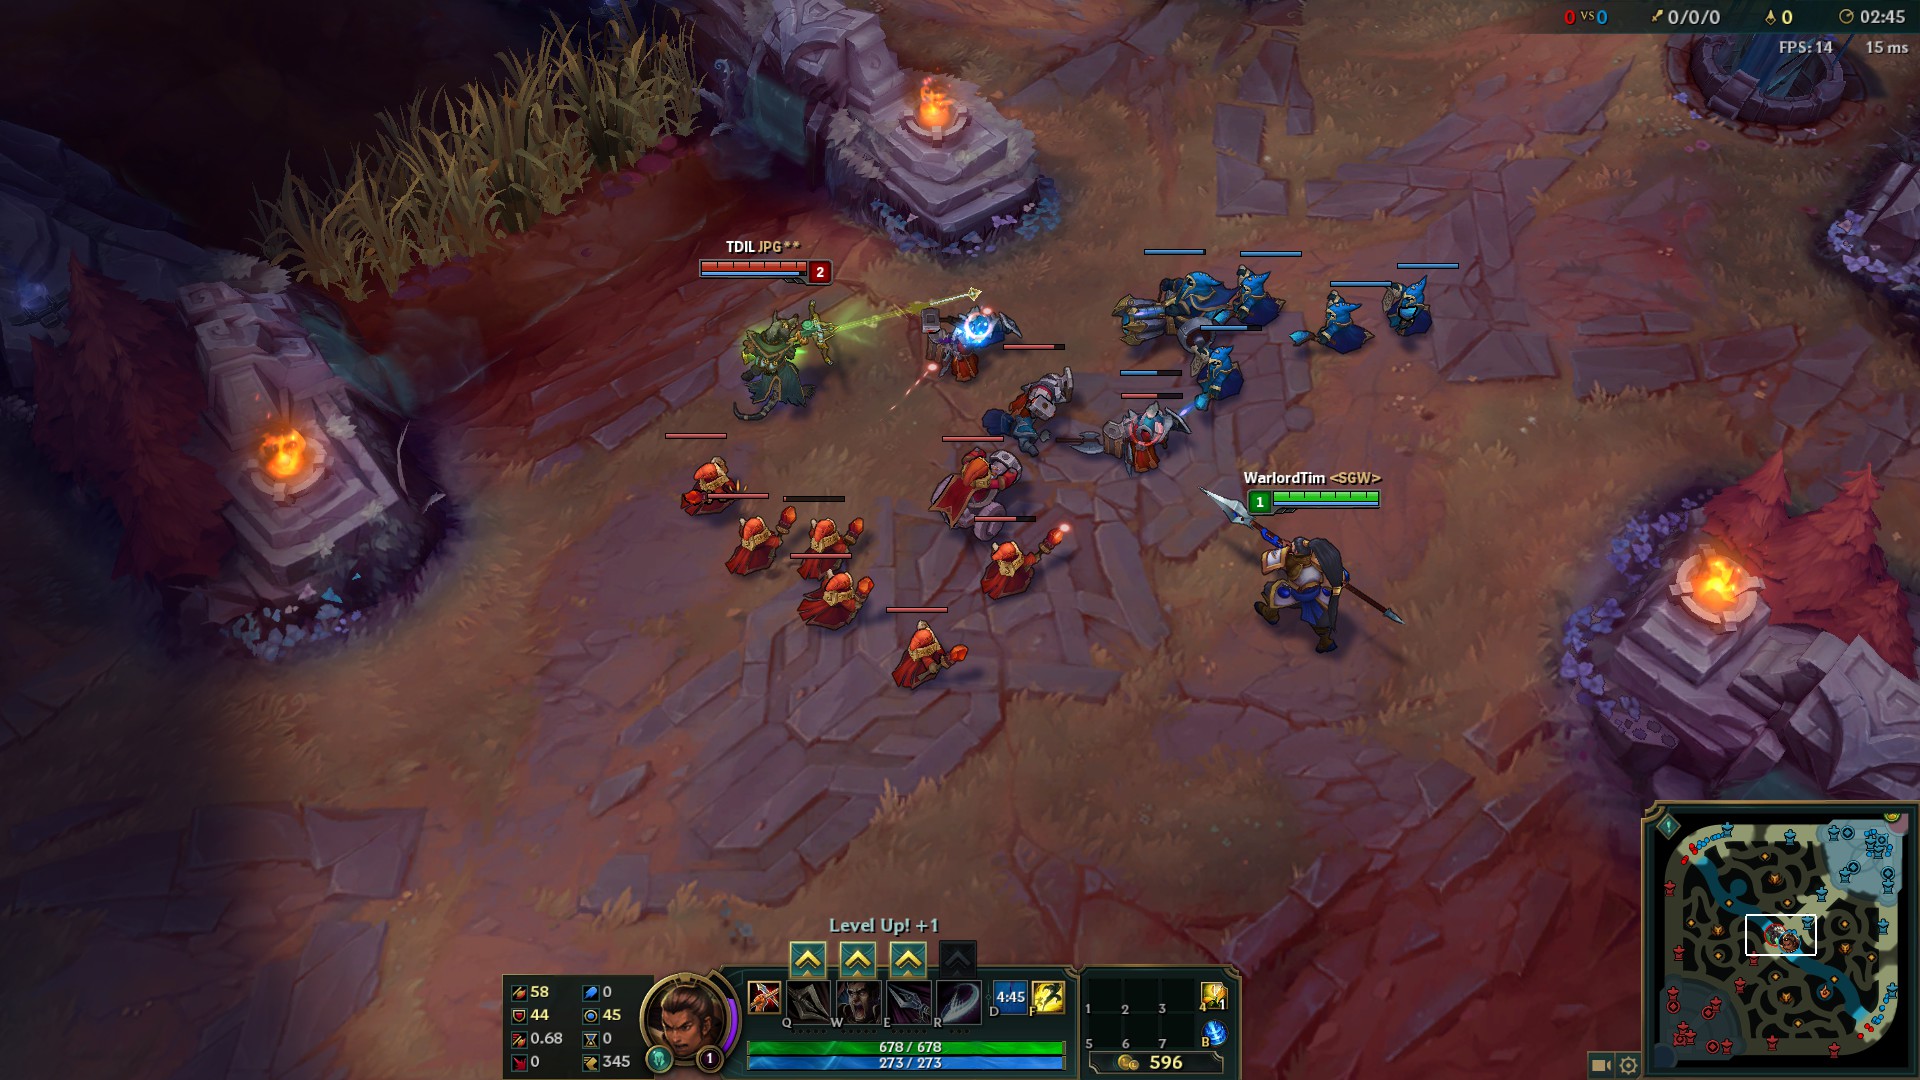 0 VS 0 0/0/0 0 02:45
FPS: 14 15 ms
TDIL JPG**
2
WarlordTim <SGW>
1
Level Up! +1
58 0
44 45
0.68 0
0 345
1
Q W E R
4:45
D F
678 / 678
273 / 273
1 2 3 4
1
5 6 7 B
596